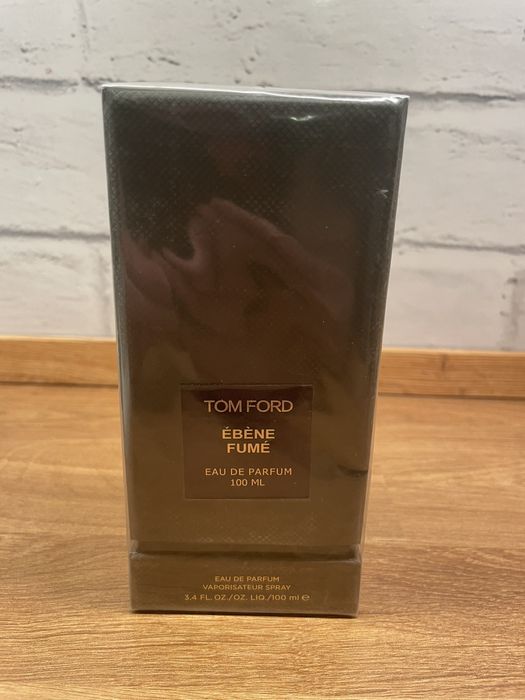 TOM FORD
ÉBÈNE
FUMÉ
EAU DE PARFUM
100 ML
EAU DE PARFUM
VAPORISATEUR SPRAY
3.4 FL. OZ./OZ. LIQ./100 ml ℮